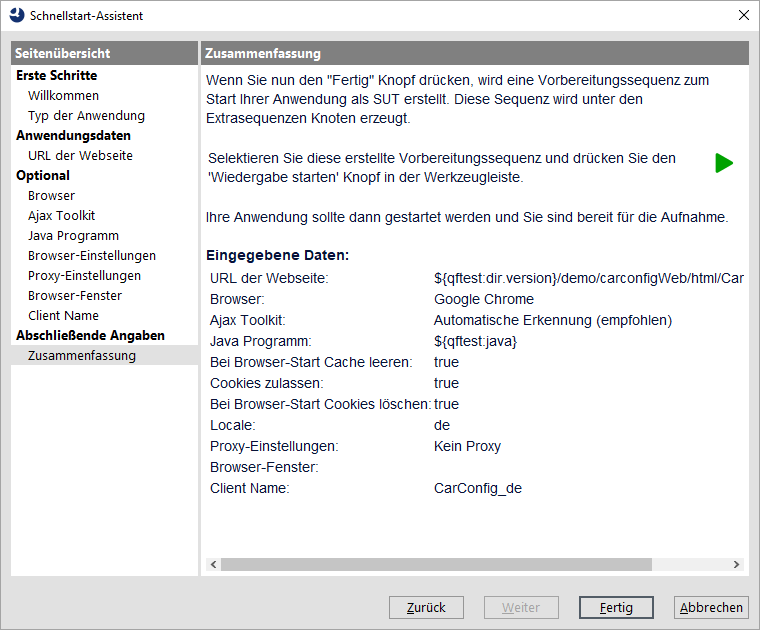 Schnellstart-Assistent
Seitenübersicht
Erste Schritte
Willkommen
Typ der Anwendung
Anwendungsdaten
URL der Webseite
Optional
Browser
Ajax Toolkit
Java Programm
Browser-Einstellungen
Proxy-Einstellungen
Browser-Fenster
Client Name
Abschließende Angaben
Zusammenfassung
Zusammenfassung
Wenn Sie nun den "Fertig" Knopf drücken, wird eine Vorbereitungssequenz zum
Start Ihrer Anwendung als SUT erstellt. Diese Sequenz wird unter den
Extrasequenzen Knoten erzeugt.
Selektieren Sie diese erstellte Vorbereitungssequenz und drücken Sie den
'Wiedergabe starten' Knopf in der Werkzeugleiste.
Ihre Anwendung sollte dann gestartet werden und Sie sind bereit für die Aufnahme.
Eingegebene Daten:
URL der Webseite: ${qftest:dir.version}/demo/carconfigWeb/html/Car
Browser: Google Chrome
Ajax Toolkit: Automatische Erkennung (empfohlen)
Java Programm: ${qftest:java}
Bei Browser-Start Cache leeren: true
Cookies zulassen: true
Bei Browser-Start Cookies löschen: true
Locale: de
Proxy-Einstellungen: Kein Proxy
Browser-Fenster:
Client Name: CarConfig_de
Zurück Weiter Fertig Abbrechen